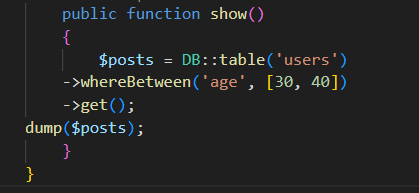 public function show()
{
$posts = DB::table('users')
->whereBetween('age', [30, 40])
->get();
dump($posts);
}
}